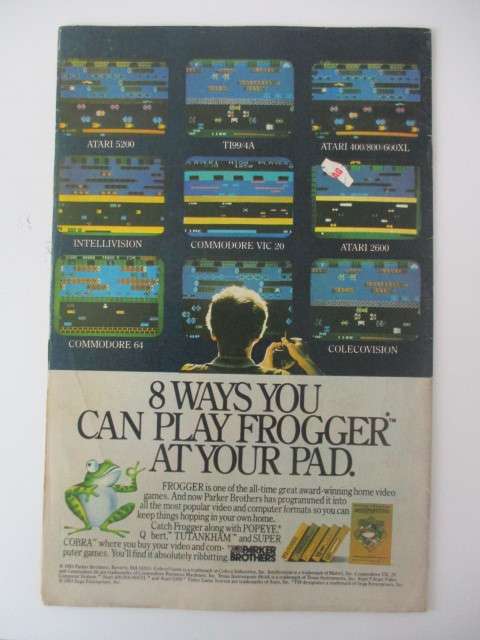 ATARI 5200
TI99/4A
ATARI 400/800/600XL
INTELLIVISION
COMMODORE VIC 20
ATARI 2600
COMMODORE 64
COLECOVISION
8 WAYS YOU
CAN PLAY FROGGER™
AT YOUR PAD.
FROGGER is one of the all-time great award-winning home video
games. And now Parker Brothers has programmed it into
all the most popular video and computer formats so you can
keep things hopping in your own home.
Catch Frogger along with POPEYE,®
Q*bert,™ TUTANKHAM™ and SUPER
COBRA™ where you buy your video and com-
puter games. You'll find it absolutely ribbitting.
PARKER
BROTHERS